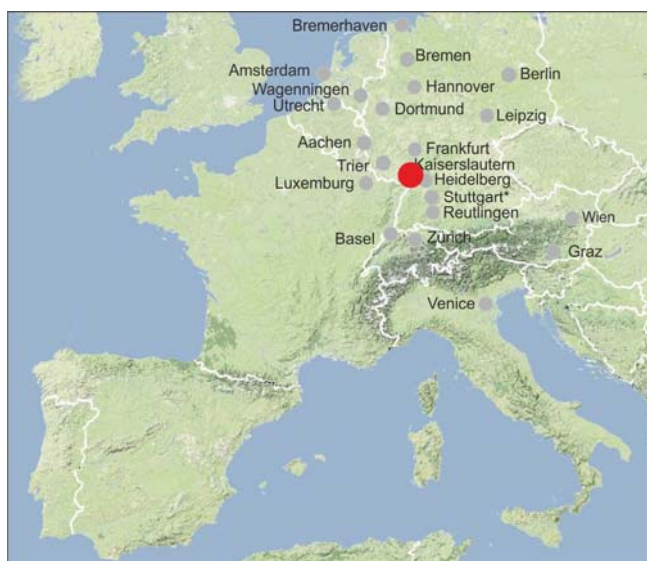 Bremerhaven
Bremen
Amsterdam
Berlin
Wagenningen
Hannover
Utrecht
Dortmund
Leipzig
Aachen
Frankfurt
Trier
Kaiserslautern
Luxemburg
Heidelberg
Stuttgart*
Reutlingen
Wien
Basel
Zürich
Graz
Venice